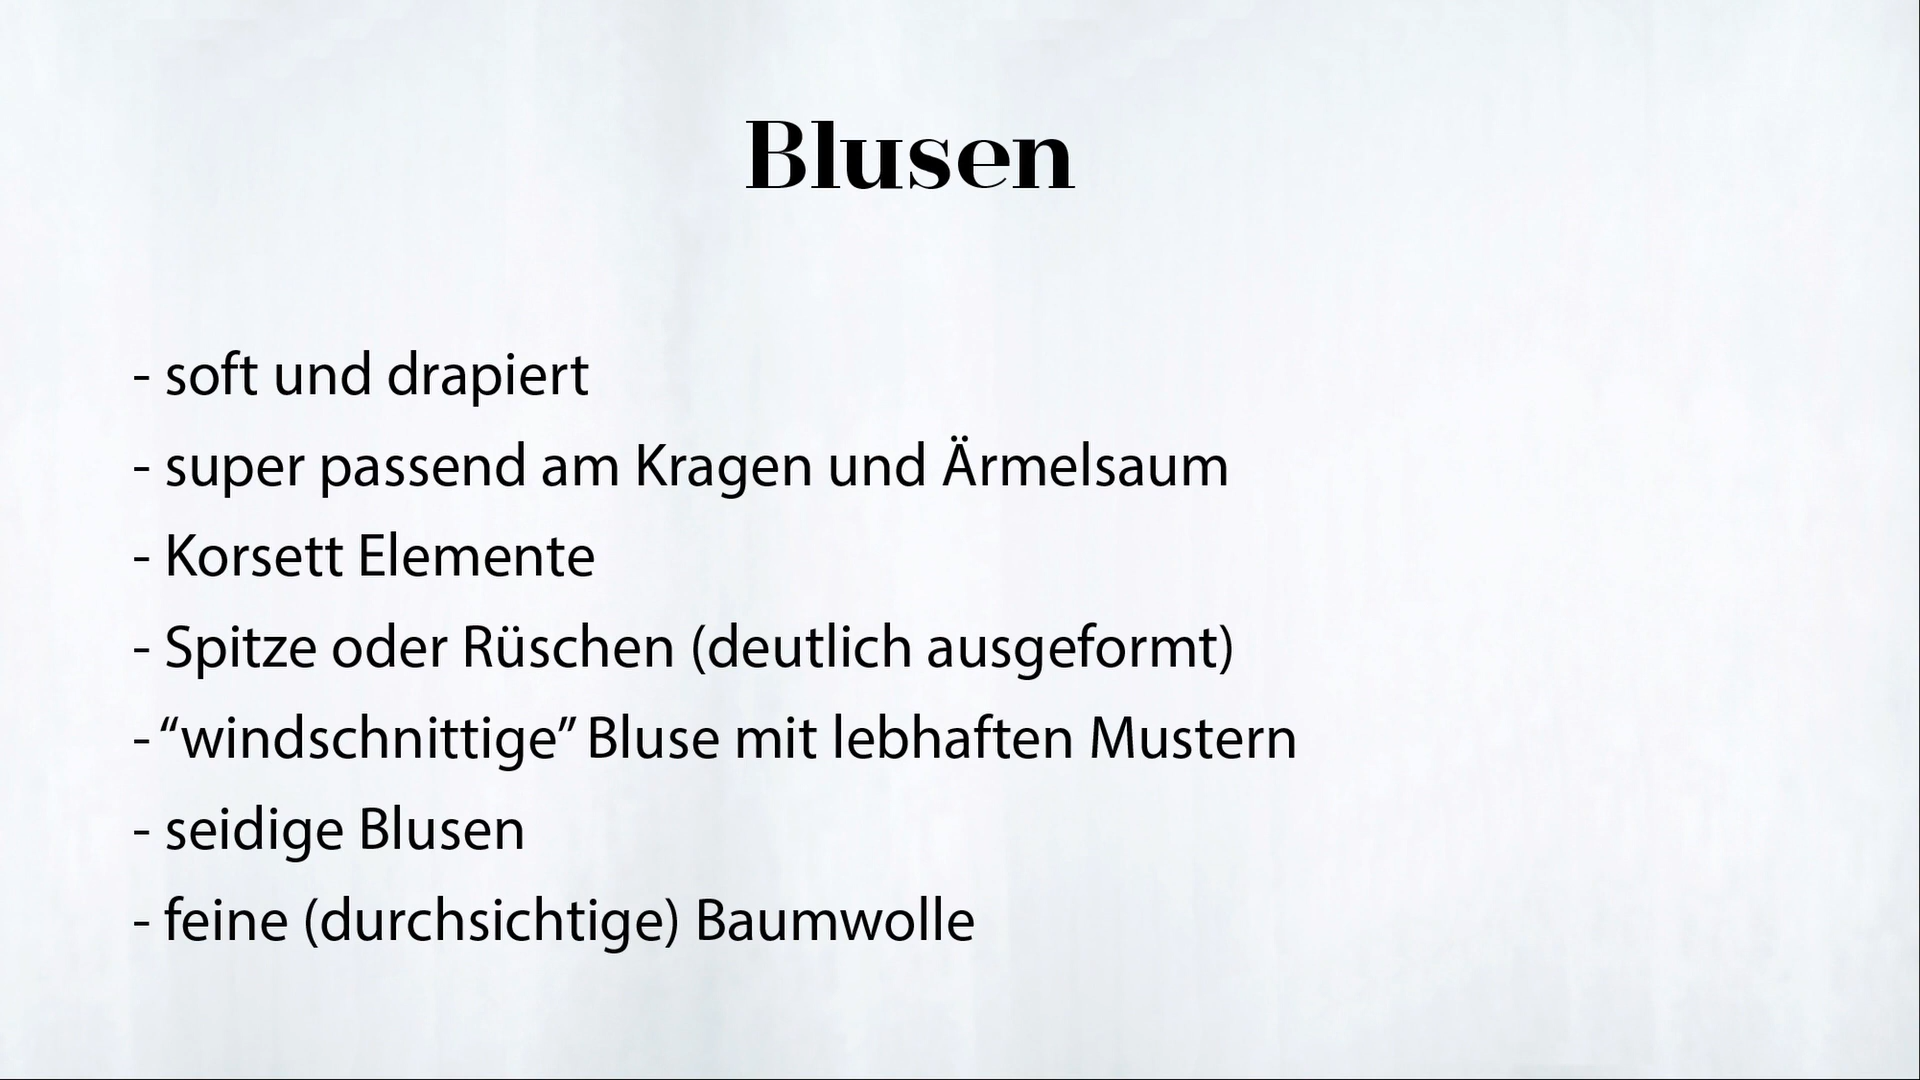 Blusen
- soft und drapiert
- super passend am Kragen und Ärmelsaum
- Korsett Elemente
- Spitze oder Rüschen (deutlich ausgeformt)
- “windschnittige” Bluse mit lebhaften Mustern
- seidige Blusen
- feine (durchsichtige) Baumwolle